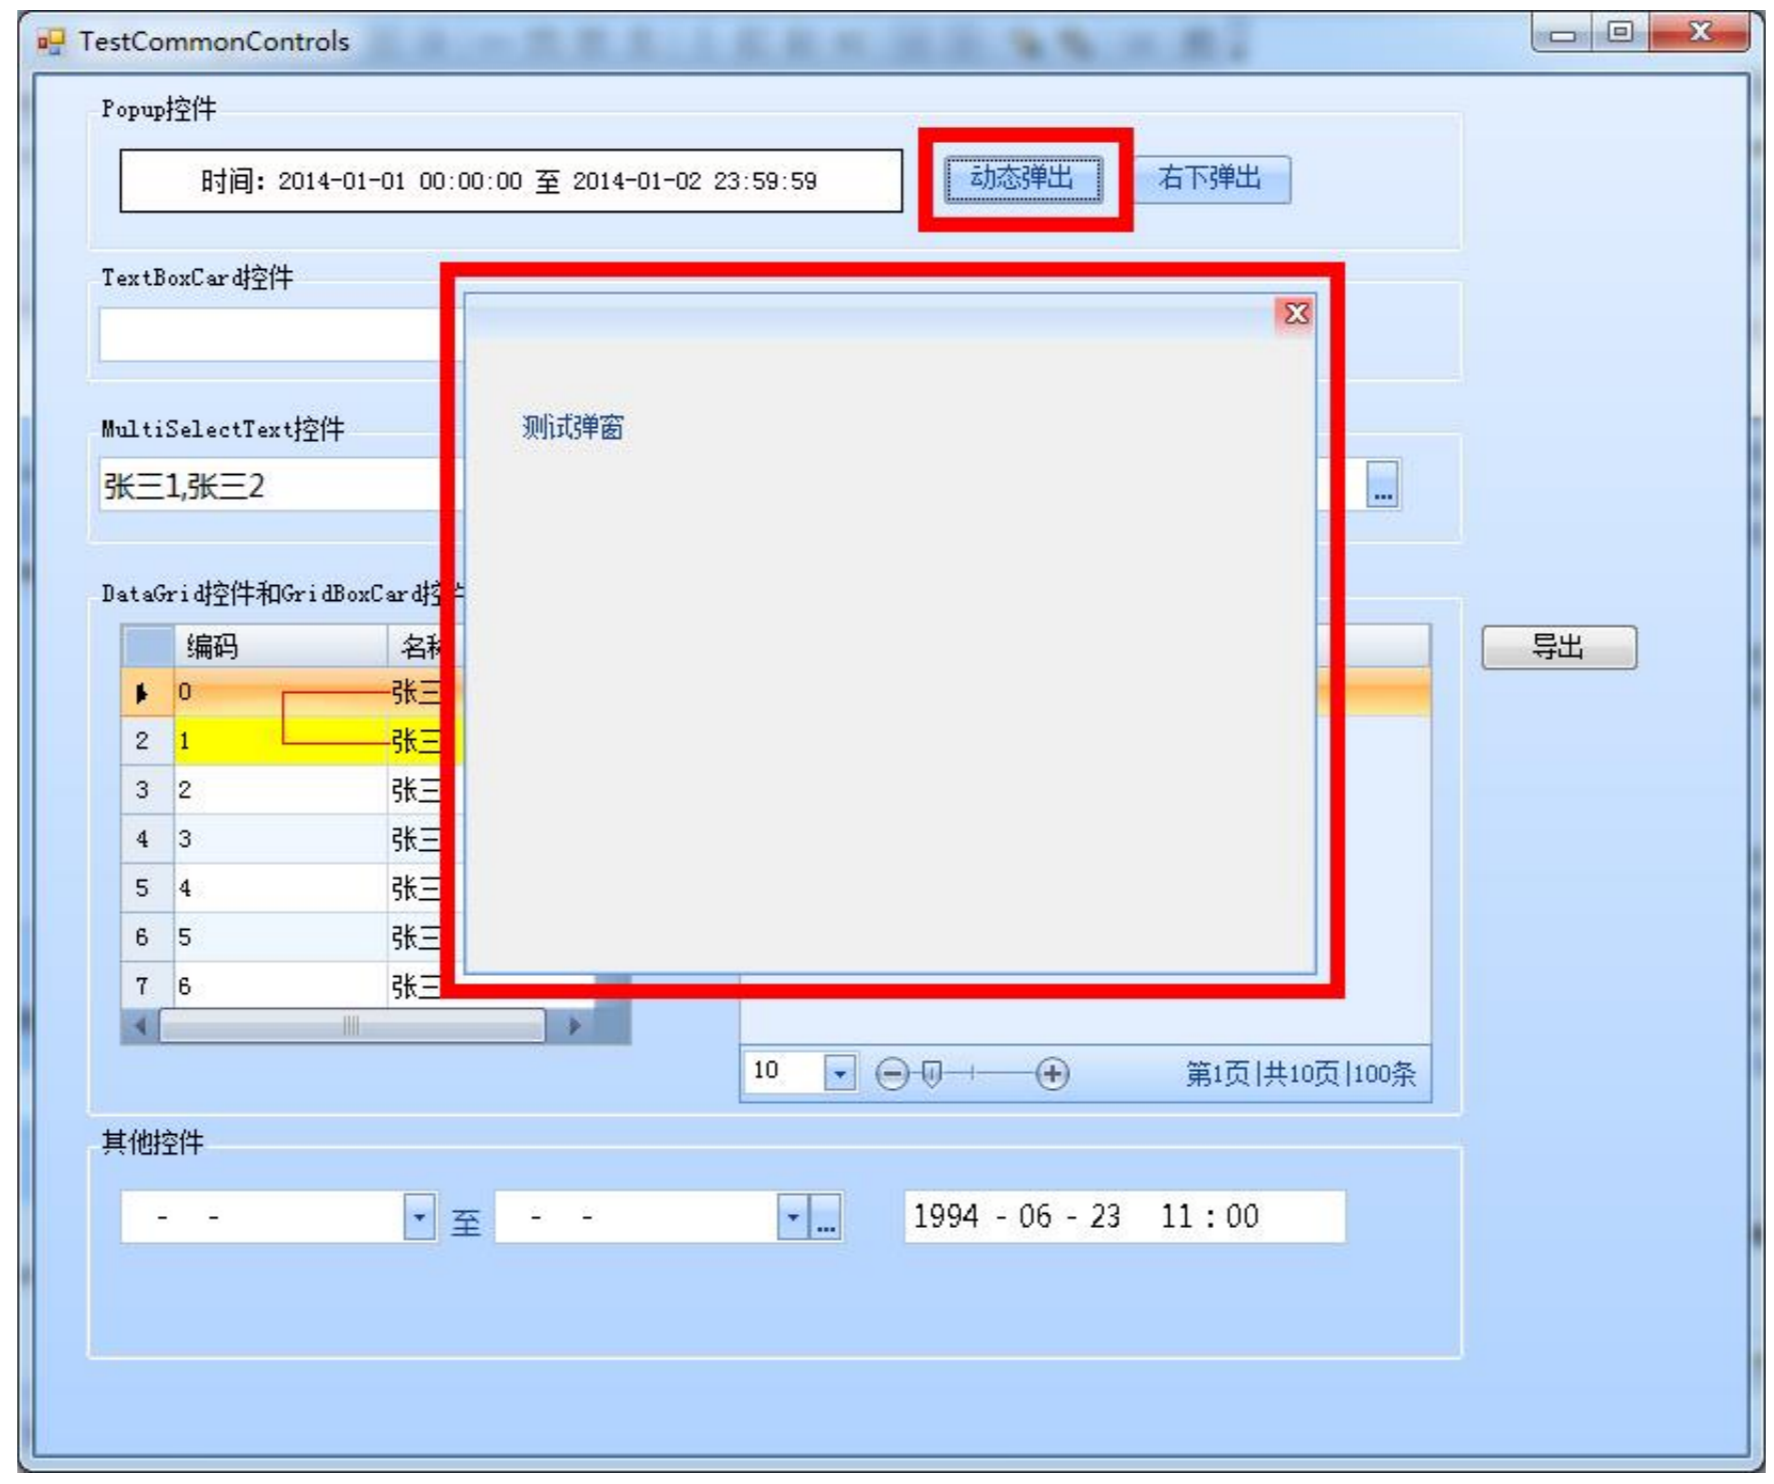 TestCommonControls
Popup控件
时间: 2014-01-01 00:00:00 至 2014-01-02 23:59:59
动态弹出
右下弹出
TextBoxCard控件
MultiSelectText控件
测试弹窗
张三1,张三2
...
DataGrid控件和GridBoxCard控件
编码 名称
导出
0 张三
2 1 张三
3 2 张三
4 3 张三
5 4 张三
6 5 张三
7 6 张三
10 第1页|共10页|100条
其他控件
- - 至 - - ... 1994 - 06 - 23 11 : 00